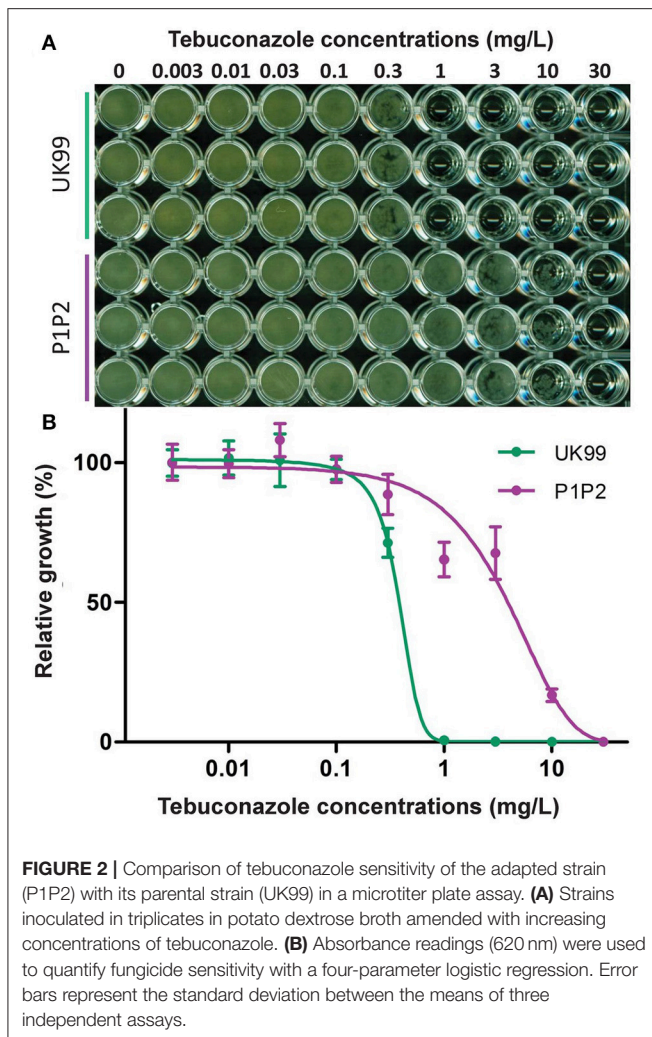 A
Tebuconazole concentrations (mg/L)
0 0.003 0.01 0.03 0.1 0.3 1 3 10 30
UK99
P1P2
B
Relative growth (%)
100
50
0
UK99
P1P2
0.01 0.1 1 10
Tebuconazole concentrations (mg/L)
FIGURE 2 | Comparison of tebuconazole sensitivity of the adapted strain
(P1P2) with its parental strain (UK99) in a microtiter plate assay. (A) Strains
inoculated in triplicates in potato dextrose broth amended with increasing
concentrations of tebuconazole. (B) Absorbance readings (620 nm) were used
to quantify fungicide sensitivity with a four-parameter logistic regression. Error
bars represent the standard deviation between the means of three
independent assays.